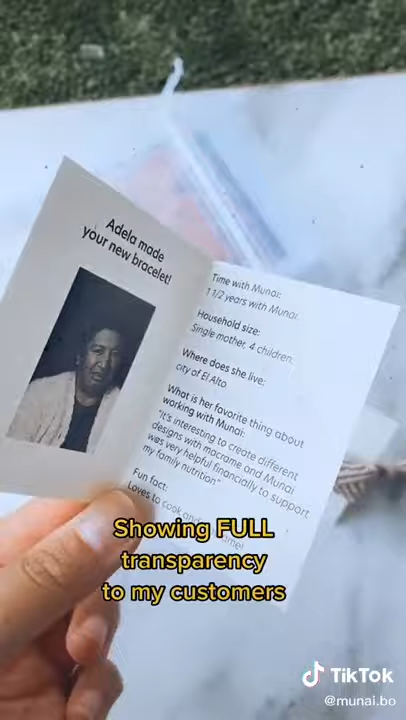 Adela made
your new bracelet!
Time with Munai:
1 1/2 years with Munai
Household size:
Single mother, 4 children.
Where does she live:
city of El Alto
What is her favorite thing about
working with Munai:
"It's interesting to create different
designs with macrame and Munai
was very helpful financially to support
my family nutrition"
Fun fact:
Loves to cook and
Showing FULL
transparency
to my customers
TikTok
@munai.bo